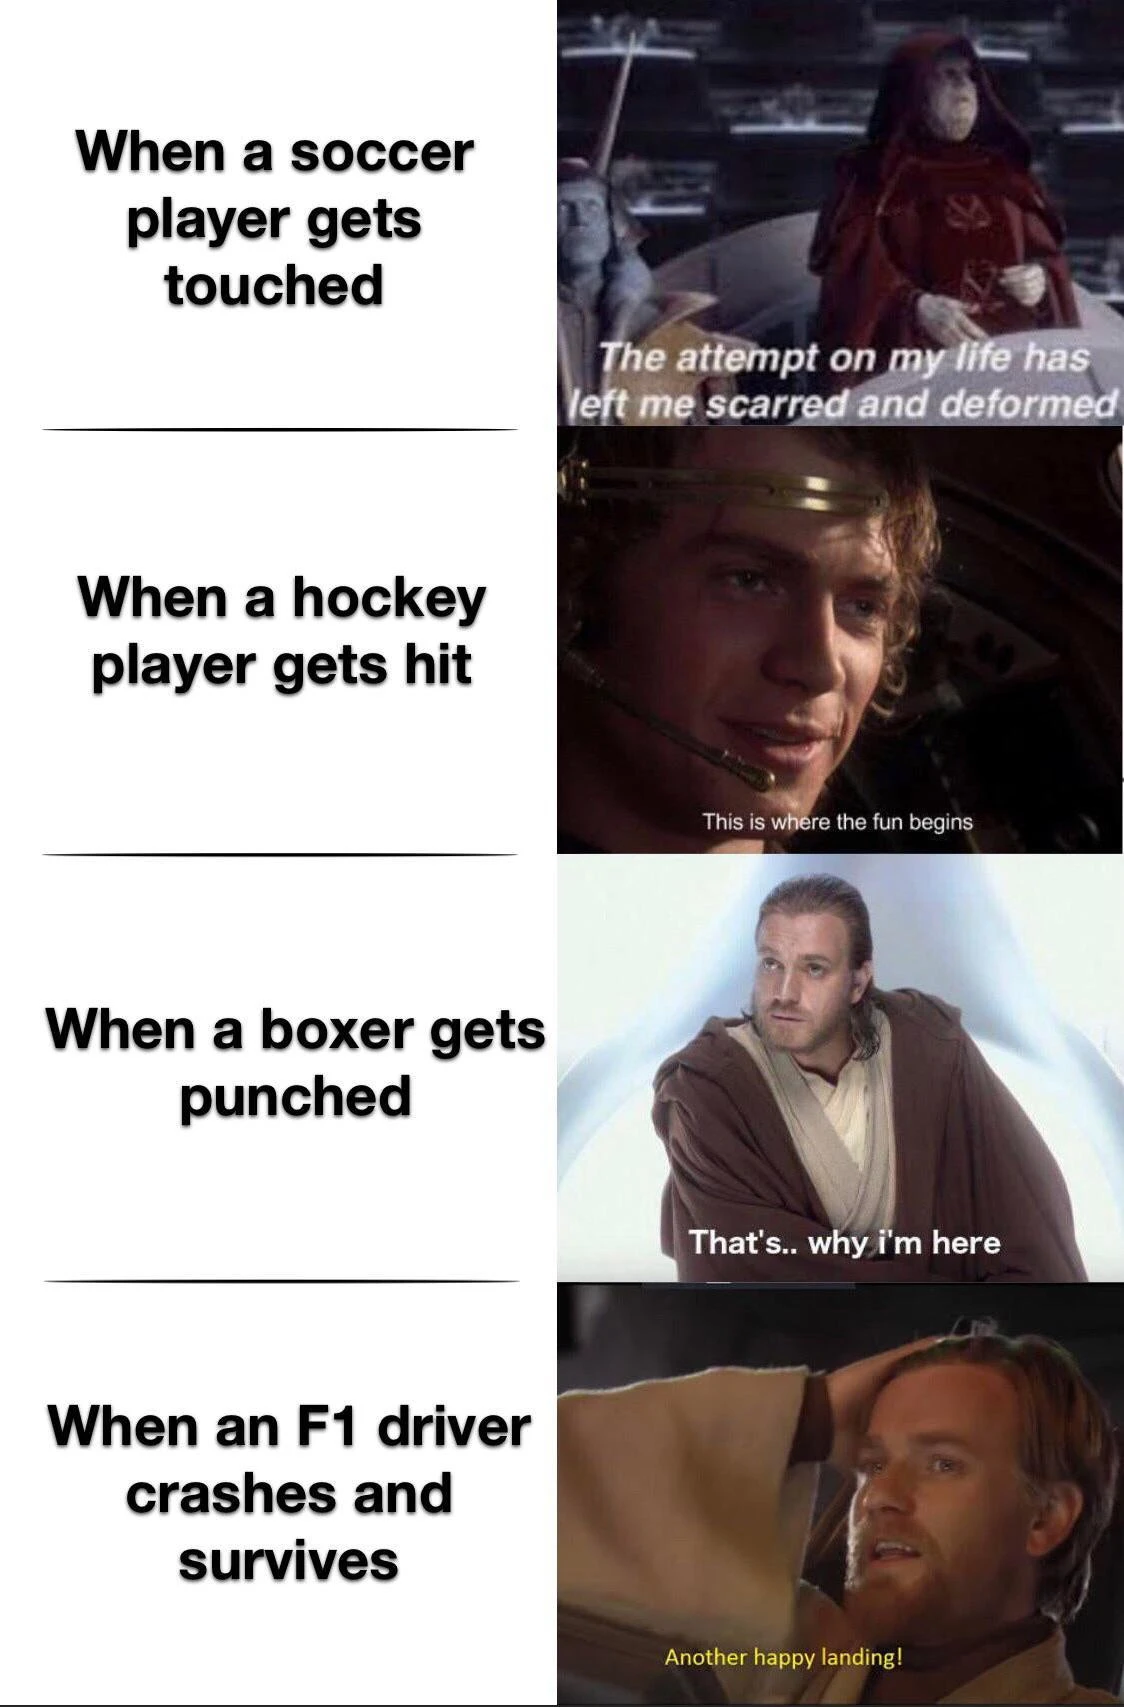 When a soccer
player gets
touched
The attempt on my life has
left me scarred and deformed
When a hockey
player gets hit
This is where the fun begins
When a boxer gets
punched
That's.. why i'm here
When an F1 driver
crashes and
survives
Another happy landing!